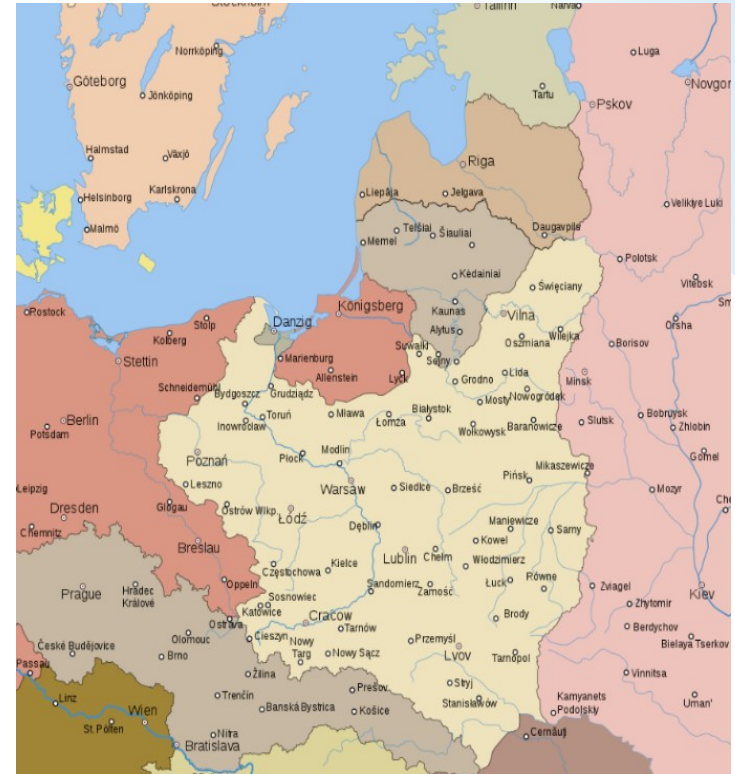 Tallinn
Narva
Norrköping
Luga
Göteborg
Jönköping
Novgor
Tartu
Pskov
Halmstad
Växjö
Riga
Helsinborg
Karlskrona
Liepāja
Jelgava
Velikiye Luki
Malmö
Telšiai
Šiauliai
Daugavpils
Memel
Polotsk
Kėdainiai
Święciany
Vitebsk
Rostock
Stolp
Danzig
Königsberg
Kaunas
Vilna
Sm
Kolberg
Alytus
Oszmiana
Wilejka
Orsha
Stettin
Marienburg
Suwałki
Sejny
Borisov
Schneidemühl
Allenstein
Lyck
Grodno
Lida
Minsk
Bydgoszcz
Grudziądz
Mosty
Nowogródek
Berlin
Toruń
Mława
Białystok
Bobruysk
Potsdam
Inowrocław
Łomża
Wołkowysk
Baranowicze
Slutsk
Zhlobin
Poznań
Płock
Modlin
Mikaszewicze
Gomel
Leipzig
Leszno
Warsaw
Siedlce
Brześć
Pińsk
Mozyr
Che
Dresden
Glogau
Ostrów Wlkp.
Łódź
Chemnitz
Dęblin
Maniewicze
Sarny
Breslau
Kowel
Lublin
Chełm
Włodzimierz
Oppeln
Częstochowa
Kielce
Łuck
Równe
Zviagel
Kiev
Prague
Hradec
Králové
Sosnowiec
Sandomierz
Zamość
Zhytomir
Katowice
Ostrava
Cracow
Brody
Berdychov
České Budějovice
Olomouc
Cieszyn
Nowy
Targ
Tarnów
Przemyśl
Bielaya Tserkov
Brno
Nowy Sącz
Lvov
Tarnopol
Passau
Žilina
Vinnitsa
Stryj
Linz
Trenčín
Prešov
Stanisławów
Kamyanets
Podolskiy
Uman'
Wien
Banská Bystrica
Košice
St. Pölten
Nitra
Cernăuţi
Bratislava